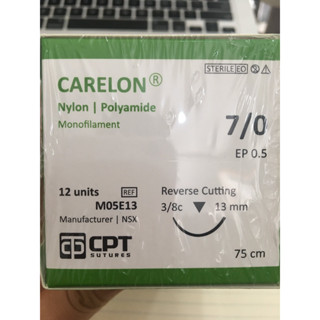 STERILE EO
CARELON®
Nylon | Polyamide
Monofilament
7/0
EP 0.5
12 units REF
M05E13
Manufacturer | NSX
Reverse Cutting
3/8c ▼ 13 mm
CPT
SUTURES
75 cm